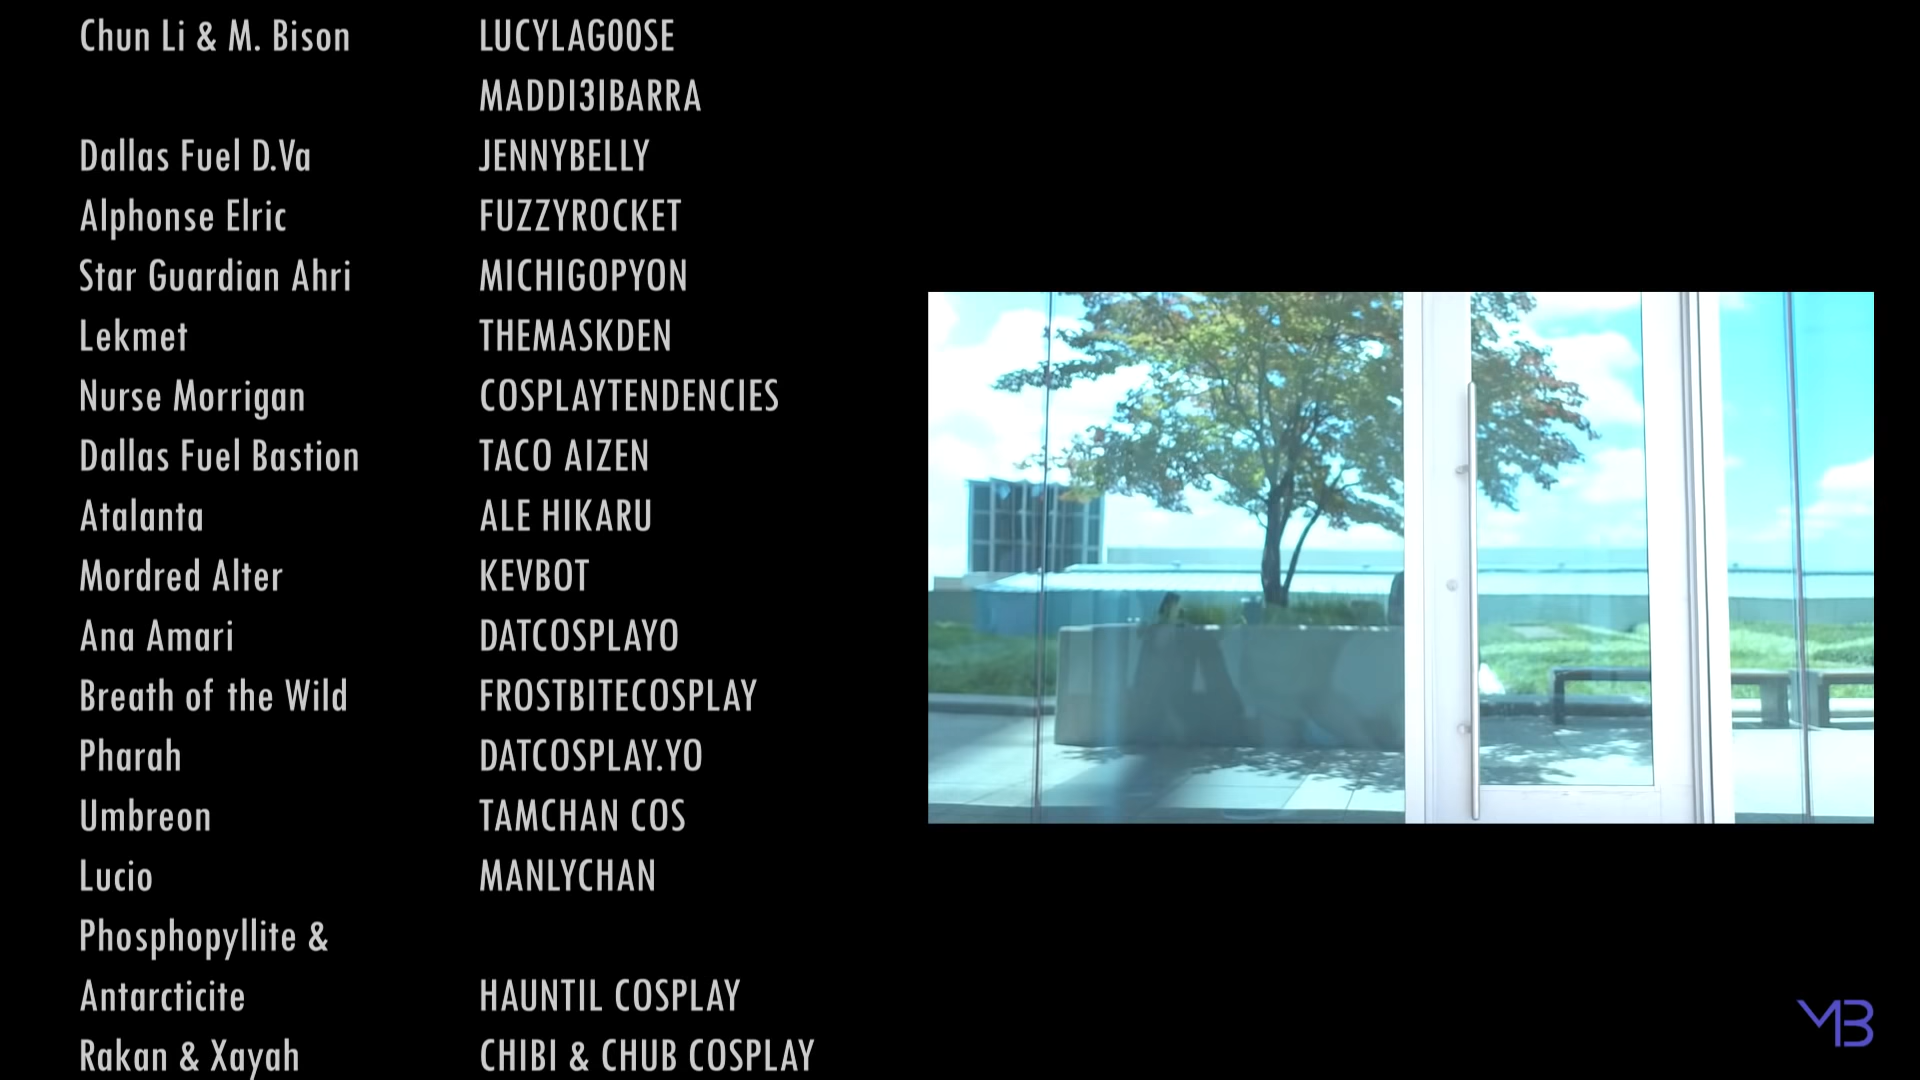 Chun Li & M. Bison LUCYLAG00SE
MADDI3IBARRA
Dallas Fuel D.Va JENNYBELLY
Alphonse Elric FUZZYROCKET
Star Guardian Ahri MICHIGOPYON
Lekmet THEMASKDEN
Nurse Morrigan COSPLAYTENDENCIES
Dallas Fuel Bastion TACO AIZEN
Atalanta ALE HIKARU
Mordred Alter KEVBOT
Ana Amari DATCOSPLAYO
Breath of the Wild FROSTBITECOSPLAY
Pharah DATCOSPLAY.YO
Umbreon TAMCHAN COS
Lucio MANLYCHAN
Phosphopyllite &
Antarcticite HAUNTIL COSPLAY
Rakan & Xayah CHIBI & CHUB COSPLAY
MB